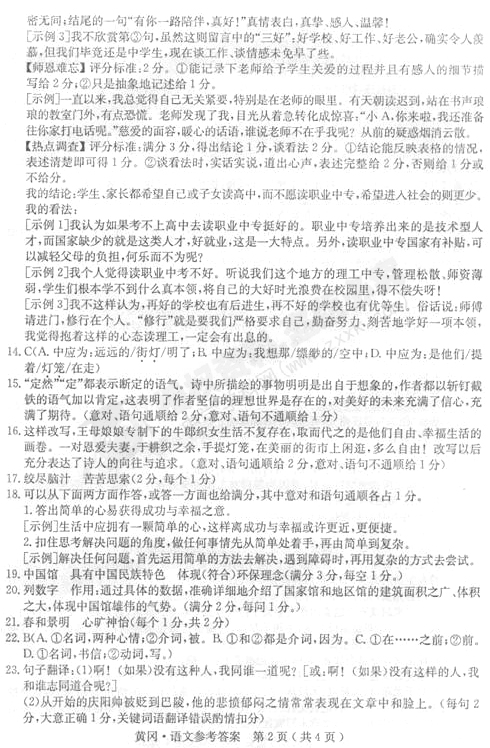 密无间;结尾的一句“有你一路陪伴,真好!”真情表白,真挚、感人、温馨!
[示例3]我不欣赏第③句,虽然这则留言中的“三好”:好学校、好工作、好老公,确实令人羡
慕,但我们毕竟还是中学生,现在谈工作、谈情感未免早了些。
【师恩难忘】评分标准:2分。①能记录下老师给予学生关爱的过程并且有感人的细节描
写给2分;②只是抽象地记述给1分。
[示例]一直以来,我总觉得自己无关紧要,特别是在老师的眼里。有天朝读迟到,站在书声琅
琅的教室门外,有点恐慌。老师发现了我,目光从着急转化成惊喜:“小A,你来啦,我还准备
往你家打电话呢。”慈爱的面容,暖心的话语,谁说老师不在乎我呢?从前的疑惑烟消云散。
【热点调查】评分标准:满分3分,得出结论1分,谈看法2分。①结论能反映表格的情况,
表述清楚即可得1分。②谈看法时,实话实说,道出心声,表述完整给2分,否则给1分或
不给分。
我的结论:学生、家长都希望自己或子女读高中,而不愿读职业中专,希望进入社会的则更少。
我的看法:
[示例1]我认为如果考不上高中去读职业中专挺好的。职业中专培养出来的是技术型人
才,而国家缺少的就是这类人才,好就业,这是一大特点。另外,读职业中专国家有补贴,可
以减轻父母的负担,何乐而不为呢?
[示例2]我个人觉得读职业中考不好。听说我们这个地方的理工中专,管理松散、师资薄
弱,学生们根本学不到什么真本领,将自己的大好时光浪费在校园里,得不偿失呀!
[示例3]我不这样认为,再好的学校也有后进生,再不好的学校也有优等生。俗话说:师傅
请进门,修行在个人。“修行”就是要我们严格要求自己,勤奋努力、刻苦地学好一项本领,
我觉得抱着这样的心态读理工,一定会有出息的。
14. C(A.中应为:远远的/街灯/明了;B.中应为:我想那/缥缈的/空中;D.中应为:是他们/提
着/灯笼/在走)
15. “定然”“定”都表示断定的语气。诗中所描绘的事物明明是出自于想象的,作者都以斩钉截
铁的语气加以肯定,这表明了作者坚信的理想世界是存在的,对美好的未来充满了信心,充
满了期待。(意对、语句通顺给2分,意对、语句不通顺给1分)
16. 这样改写,王母娘娘专制下的牛郎织女生活不复存在,取而代之的是他们自由、幸福生活的
画卷。一对恩爱夫妻,于耕织之余,手提灯笼,在美丽的街市上闲逛,多么自由!改写以后
充分表达了诗人的向往与追求。(意对、语句通顺给2分,意对、语句不通顺给1分)
17. 绞尽脑汁 苦苦思索(2分,每个1分)
18. 可以从下面两方面作答,或答一方面也给满分,其中意对和语句通顺各占1分。
1.答出简单的心易获得成功与幸福之意。
[示例]生活中应拥有一颗简单的心,这样离成功与幸福或许更近,更便捷。
2.扣住思考解决问题的角度,做任何事情先从简单处着手,再由简单到复杂。
[示例]解决任何问题,首先运用简单的方法去解决,遇到障碍时,再用复杂的方式去尝试。
19. 中国馆 具有中国民族特色 体现(符合)环保理念(满分3分,每空1分。)
20. 列数字 作用:通过具体的数据,准确详细地介绍了国家馆和地区馆的建筑面积之广、体积
之大,体现中国馆雄伟的气势。(满分2分,每问1分。)
21. 春和景明 心旷神怡(每个1分,共2分)
22. B(A.①名词,两种心情;②介词,被。B.①和②都是介词,因为。C.①在……之前;②前。
D.①名词,书信;②动词,写。)
23. 句子翻译:(1)啊!(如果)没有这种人,我同谁一道呢?[或:啊!(如果)没有这样的人,我
和谁志同道合呢?]
(2)从开始的庆阳帅被贬到巴陵,他的悲愤郁闷之情常常表现在文章中和脸上。(每句2
分,大意正确1分,关键词语翻译错误酌情扣分)
黄冈·语文参考答案 第2页(共4页)